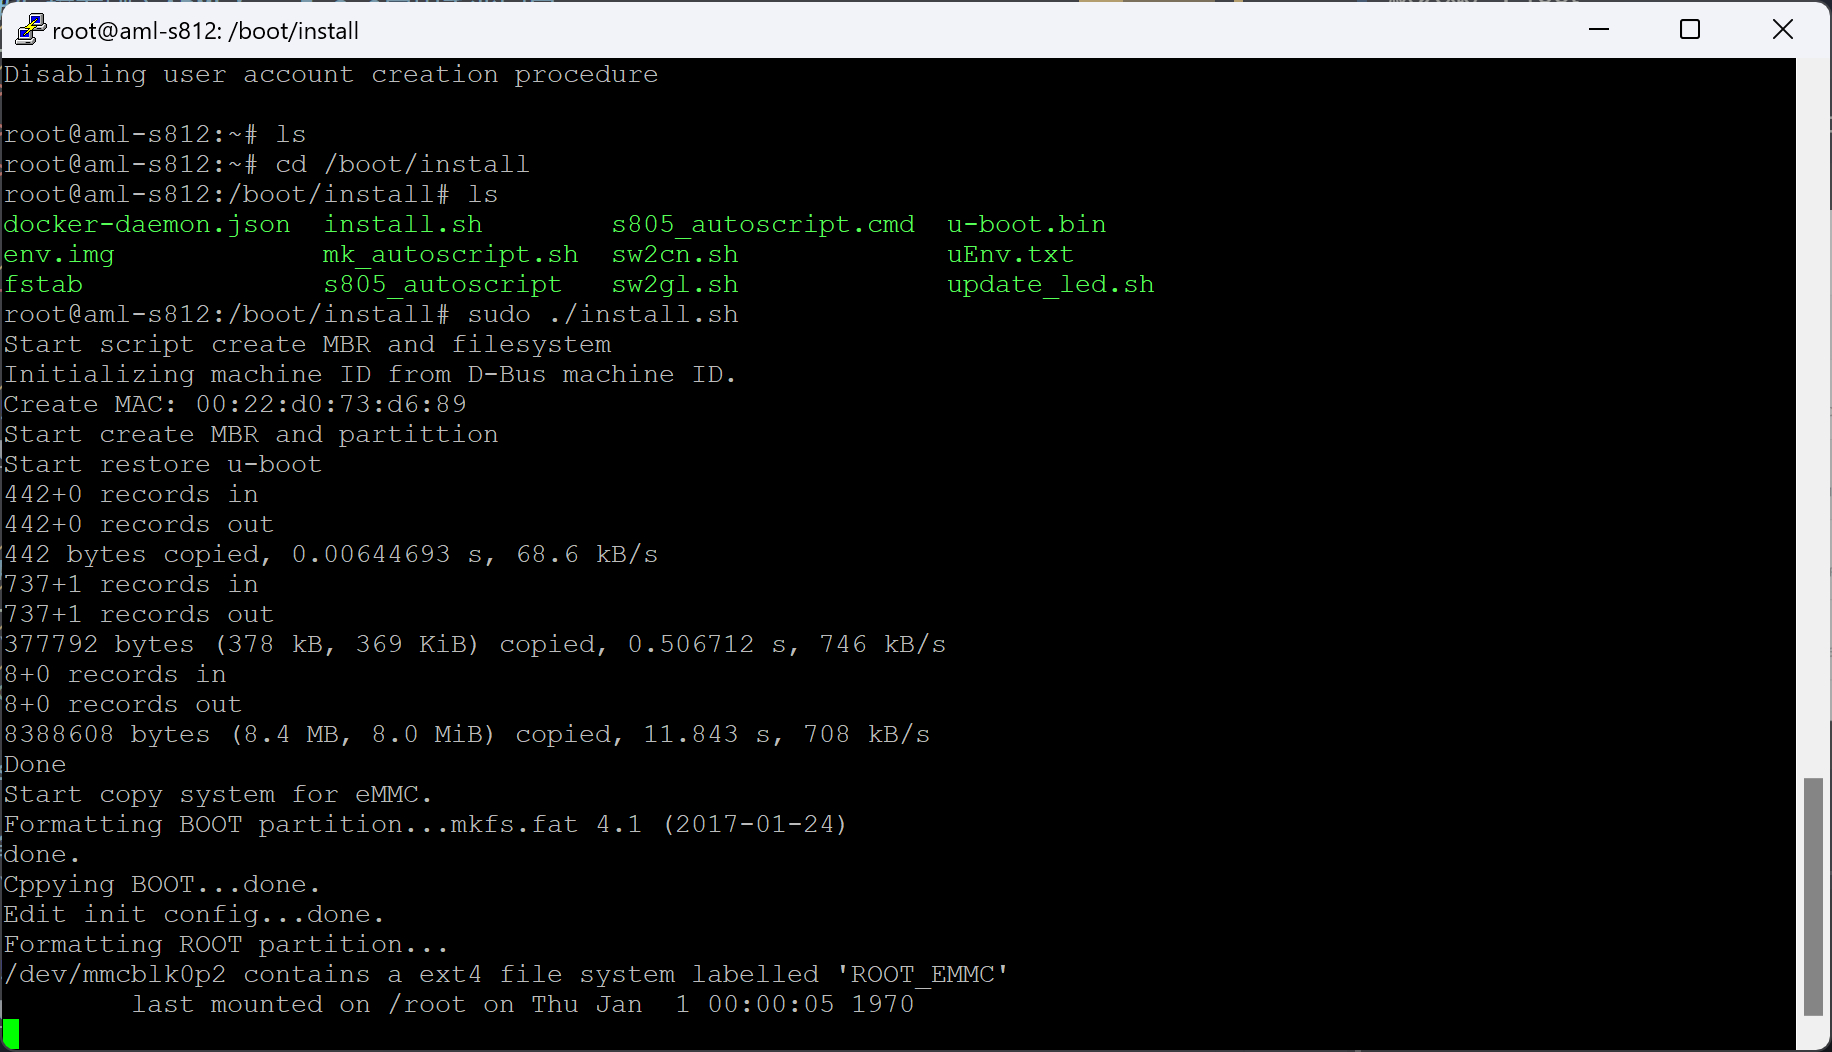 root@aml-s812: /boot/install
Disabling user account creation procedure
root@aml-s812:~# ls
root@aml-s812:~# cd /boot/install
root@aml-s812:/boot/install# ls
docker-daemon.json  install.sh        s805_autoscript.cmd  u-boot.bin
env.img             mk_autoscript.sh  sw2cn.sh             uEnv.txt
fstab               s805_autoscript   sw2gl.sh             update_led.sh
root@aml-s812:/boot/install# sudo ./install.sh
Start script create MBR and filesystem
Initializing machine ID from D-Bus machine ID.
Create MAC: 00:22:d0:73:d6:89
Start create MBR and partittion
Start restore u-boot
442+0 records in
442+0 records out
442 bytes copied, 0.00644693 s, 68.6 kB/s
737+1 records in
737+1 records out
377792 bytes (378 kB, 369 KiB) copied, 0.506712 s, 746 kB/s
8+0 records in
8+0 records out
8388608 bytes (8.4 MB, 8.0 MiB) copied, 11.843 s, 708 kB/s
Done
Start copy system for eMMC.
Formatting BOOT partition...mkfs.fat 4.1 (2017-01-24)
done.
Cppying BOOT...done.
Edit init config...done.
Formatting ROOT partition...
/dev/mmcblk0p2 contains a ext4 file system labelled 'ROOT_EMMC'
        last mounted on /root on Thu Jan  1 00:00:05 1970